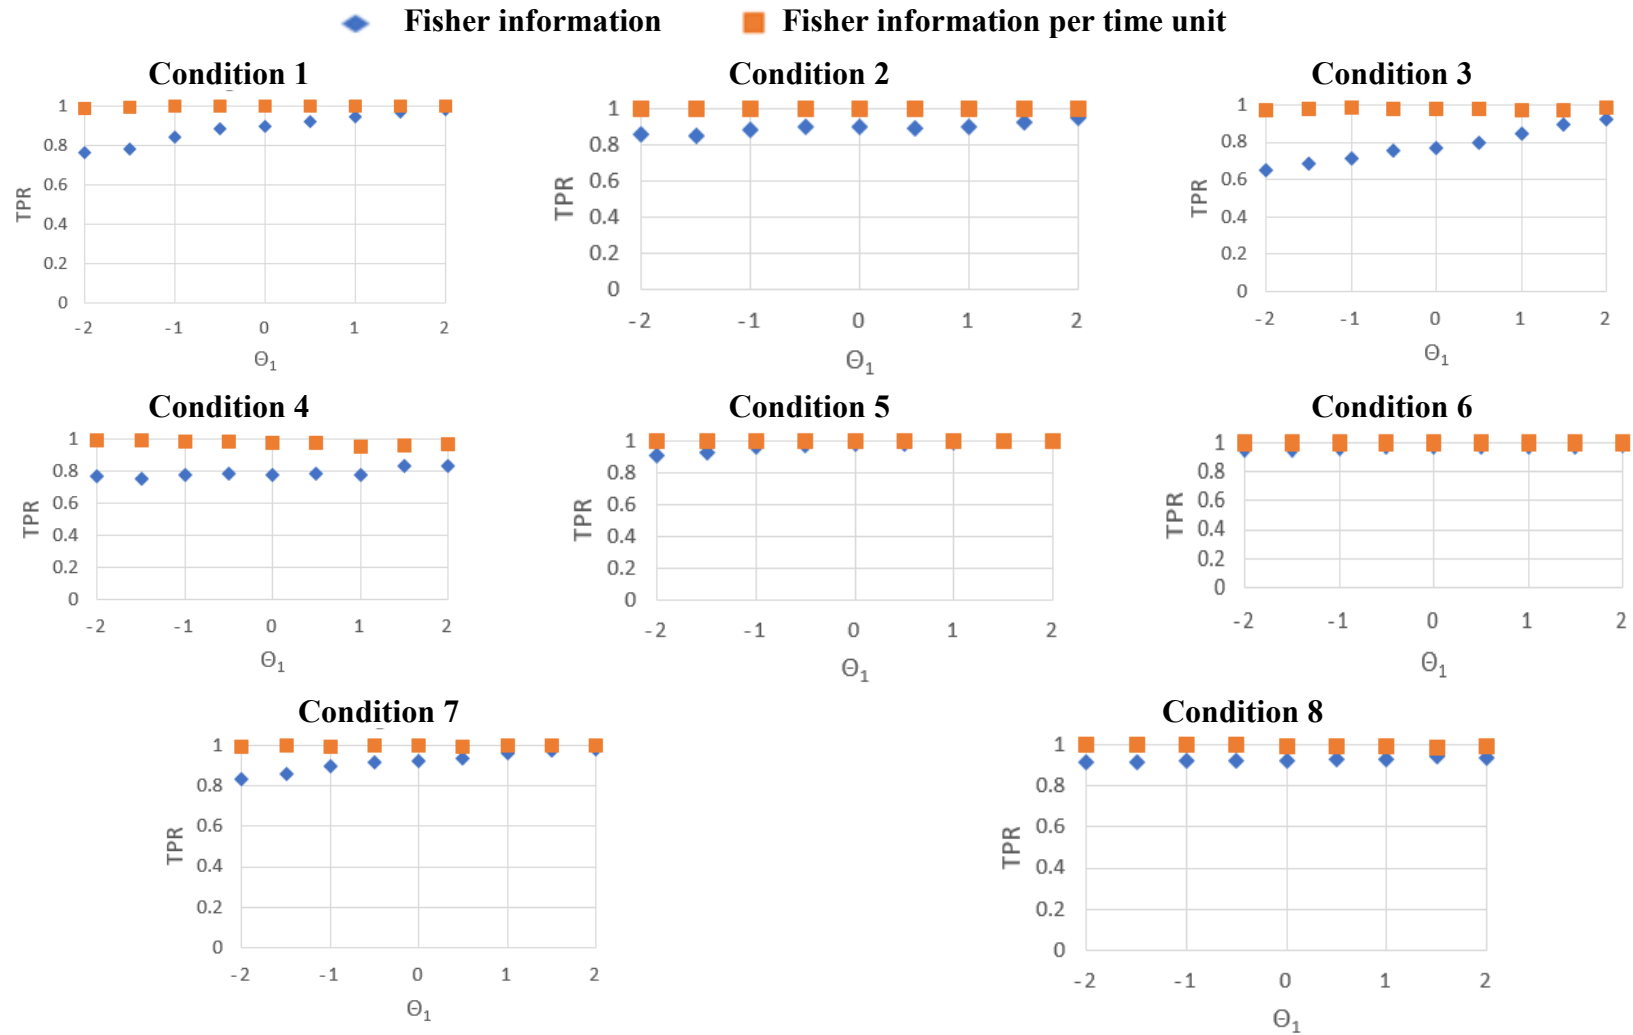 Fisher information Fisher information per time unit
Condition 1
1
0.8
0.6
0.4
0.2
0
TPR
-2 -1 0 1 2
Θ1
Condition 2
1
0.8
0.6
0.4
0.2
0
TPR
-2 -1 0 1 2
Θ1
Condition 3
1
0.8
0.6
0.4
0.2
0
TPR
-2 -1 0 1 2
Θ1
Condition 4
1
0.8
0.6
0.4
0.2
0
TPR
-2 -1 0 1 2
Θ1
Condition 5
1
0.8
0.6
0.4
0.2
0
TPR
-2 -1 0 1 2
Θ1
Condition 6
1
0.8
0.6
0.4
0.2
0
TPR
-2 -1 0 1 2
Θ1
Condition 7
1
0.8
0.6
0.4
0.2
0
TPR
-2 -1 0 1 2
Θ1
Condition 8
1
0.8
0.6
0.4
0.2
0
TPR
-2 -1 0 1 2
Θ1